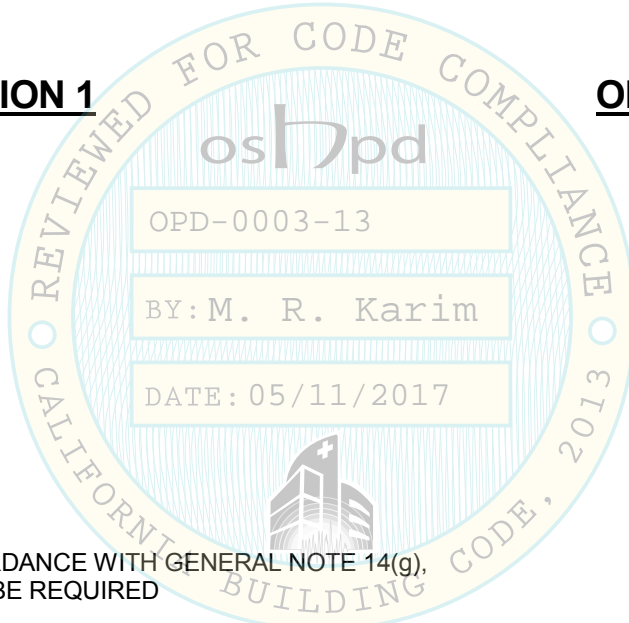 ION 1
O
REVIEWED FOR CODE COMPLIANCE
oshpd
OPD-0003-13
BY: M. R. Karim
DATE: 05/11/2017
CALIFORNIA BUILDING CODE, 2013
DANCE WITH GENERAL NOTE 14(g),
BE REQUIRED